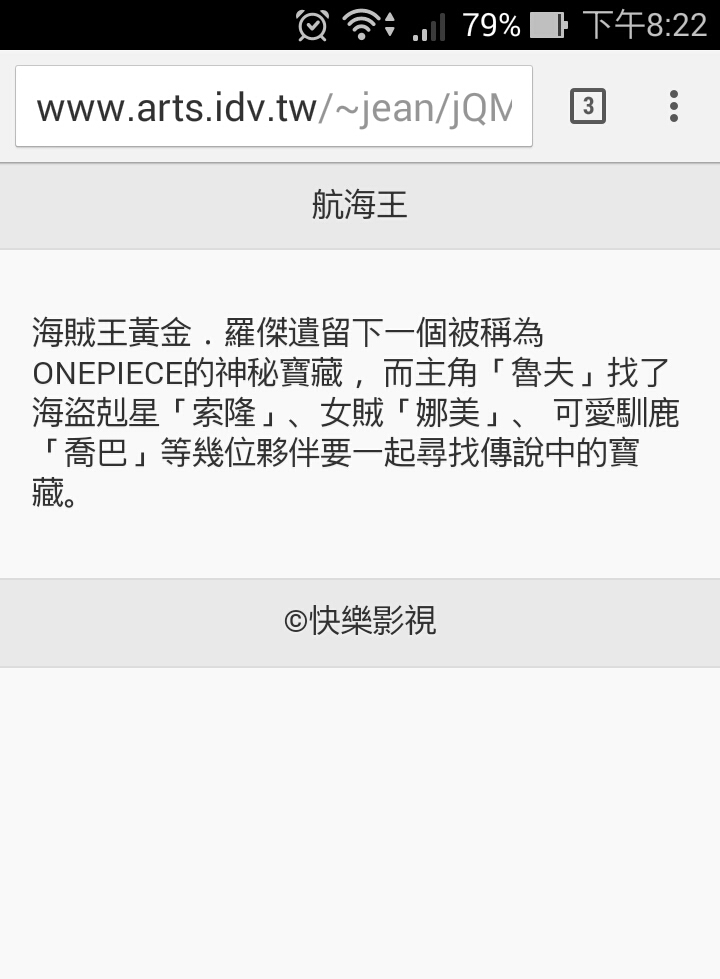 79% 下午8:22
www.arts.idv.tw/~jean/jQM
3
航海王
海賊王黃金．羅傑遺留下一個被稱為
ONEPIECE的神秘寶藏，而主角「魯夫」找了
海盜剋星「索隆」、女賊「娜美」、 可愛馴鹿
「喬巴」等幾位夥伴要一起尋找傳說中的寶
藏。
©快樂影視